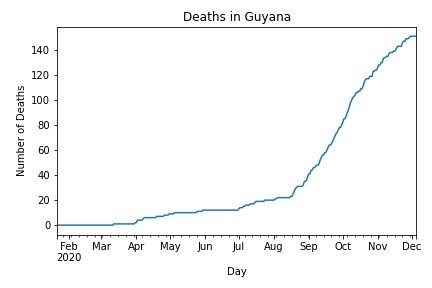 Deaths in Guyana
140
120
100
80
60
40
20
0
Number of Deaths
Feb Mar Apr May Jun Jul Aug Sep Oct Nov Dec
2020
Day